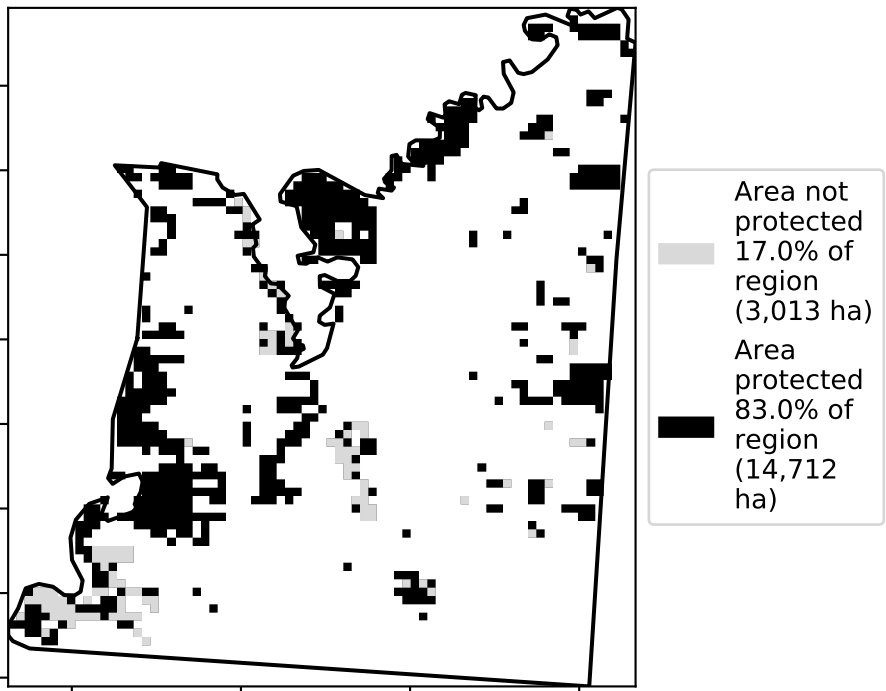 Area not
protected
17.0% of
region
(3,013 ha)
Area
protected
83.0% of
region
(14,712
ha)